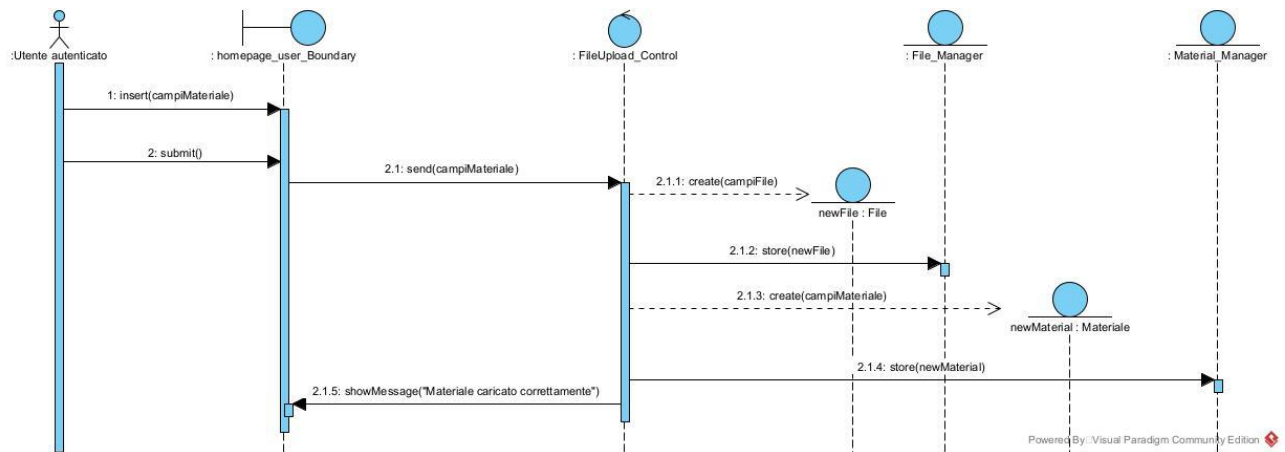 :Utente autenticato
: homepage_user_Boundary
: FileUpload_Control
: File_Manager
: Material_Manager
1: insert(campiMateriale)
2: submit()
2.1: send(campiMateriale)
2.1.1: create(campiFile)
newFile : File
2.1.2: store(newFile)
2.1.3: create(campiMateriale)
newMaterial : Materiale
2.1.4: store(newMaterial)
2.1.5: showMessage("Materiale caricato correttamente")
Powered By Visual Paradigm Community Edition